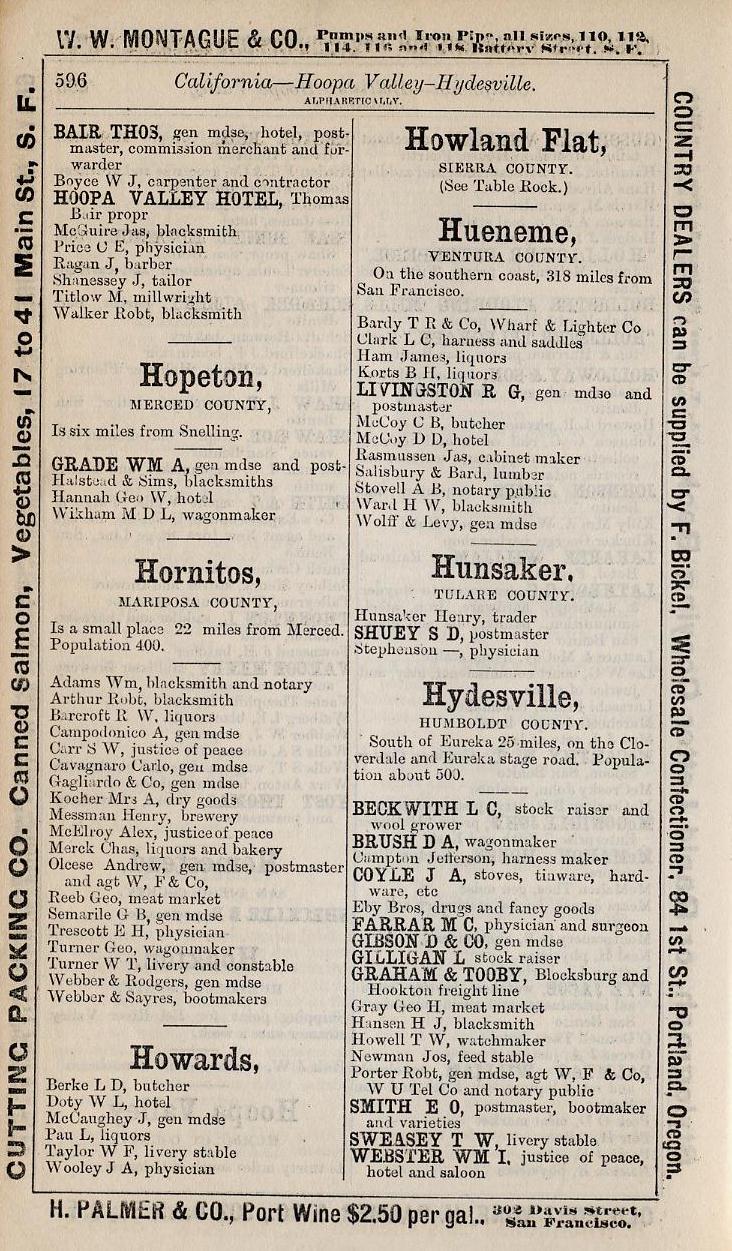 W. W. MONTAGUE & CO., Pumps and Iron Pipe, all sizes, 110, 112,
114, 116 and 118 Battery Street, S. F.
596 California—Hoopa Valley—Hydesville.
ALPHABETICALLY.
BAIR THOS, gen mdse, hotel, post-
master, commission merchant and for-
warder
Boyce W J, carpenter and contractor
HOOPA VALLEY HOTEL, Thomas
Bair propr
McGuire Jas, blacksmith
Price C E, physician
Ragan J, barber
Shanessey J, tailor
Titlow M, millwright
Walker Robt, blacksmith
Hopeton,
MERCED COUNTY,
Is six miles from Snelling.
GRADE WM A, gen mdse and post-
Halstead & Sims, blacksmiths
Hannah Geo W, hotel
Wikham M D L, wagonmaker
Hornitos,
MARIPOSA COUNTY,
Is a small place 22 miles from Merced.
Population 400.
Adams Wm, blacksmith and notary
Arthur Robt, blacksmith
Barcroft R W, liquors
Campodonico A, gen mdse
Carr S W, justice of peace
Cavagnaro Carlo, gen mdse
Gagliardo & Co, gen mdse
Kocher Mrs A, dry goods
Messman Henry, brewery
McElroy Alex, justice of peace
Merck Chas, liquors and bakery
Olcese Andrew, gen mdse, postmaster
and agt W, F & Co,
Reeb Geo, meat market
Semarile G B, gen mdse
Trescott E H, physician
Turner Geo, wagonmaker
Turner W T, livery and constable
Webber & Rodgers, gen mdse
Webber & Sayres, bootmakers
Howards,
Berke L D, butcher
Doty W L, hotel
McCaughey J, gen mdse
Pau L, liquors
Taylor W F, livery stable
Wooley J A, physician
Howland Flat,
SIERRA COUNTY.
(See Table Rock.)
Hueneme,
VENTURA COUNTY.
On the southern coast, 318 miles from
San Francisco.
Bardy T R & Co, Wharf & Lighter Co
Clark L C, harness and saddles
Ham James, liquors
Korts B H, liquors
LIVINGSTON R G, gen mdse and
postmaster
McCoy C B, butcher
McCoy D D, hotel
Rasmussen Jas, cabinet maker
Salisbury & Bard, lumber
Stovell A B, notary public
Ward H W, blacksmith
Wolff & Levy, gen mdse
Hunsaker.
TULARE COUNTY.
Hunsaker Henry, trader
SHUEY S D, postmaster
Stephenson —, physician
Hydesville,
HUMBOLDT COUNTY.
South of Eureka 25 miles, on the Clo-
verdale and Eureka stage road. Popula-
tion about 500.
BECKWITH L C, stock raiser and
wool grower
BRUSH D A, wagonmaker
Campton Jefferson, harness maker
COYLE J A, stoves, tinware, hard-
ware, etc
Eby Bros, drugs and fancy goods
FARRAR M C, physician and surgeon
GIBSON D & CO, gen mdse
GILLIGAN L stock raiser
GRAHAM & TOOBY, Blocksburg and
Hookton freight line
Gray Geo H, meat market
Hansen H J, blacksmith
Howell T W, watchmaker
Newman Jos, feed stable
Porter Robt, gen mdse, agt W, F & Co,
W U Tel Co and notary public
SMITH E O, postmaster, bootmaker
and varieties
SWEASEY T W, livery stable
WEBSTER WM I, justice of peace,
hotel and saloon
H. PALMER & CO., Port Wine $2.50 per gal., 302 Davis Street,
San Francisco.
CUTTING PACKING CO. Canned Salmon, Vegetables, 17 to 41 Main St., S. F.
COUNTRY DEALERS can be supplied by F. Bickel, Wholesale Confectioner, 84 1st St., Portland, Oregon.